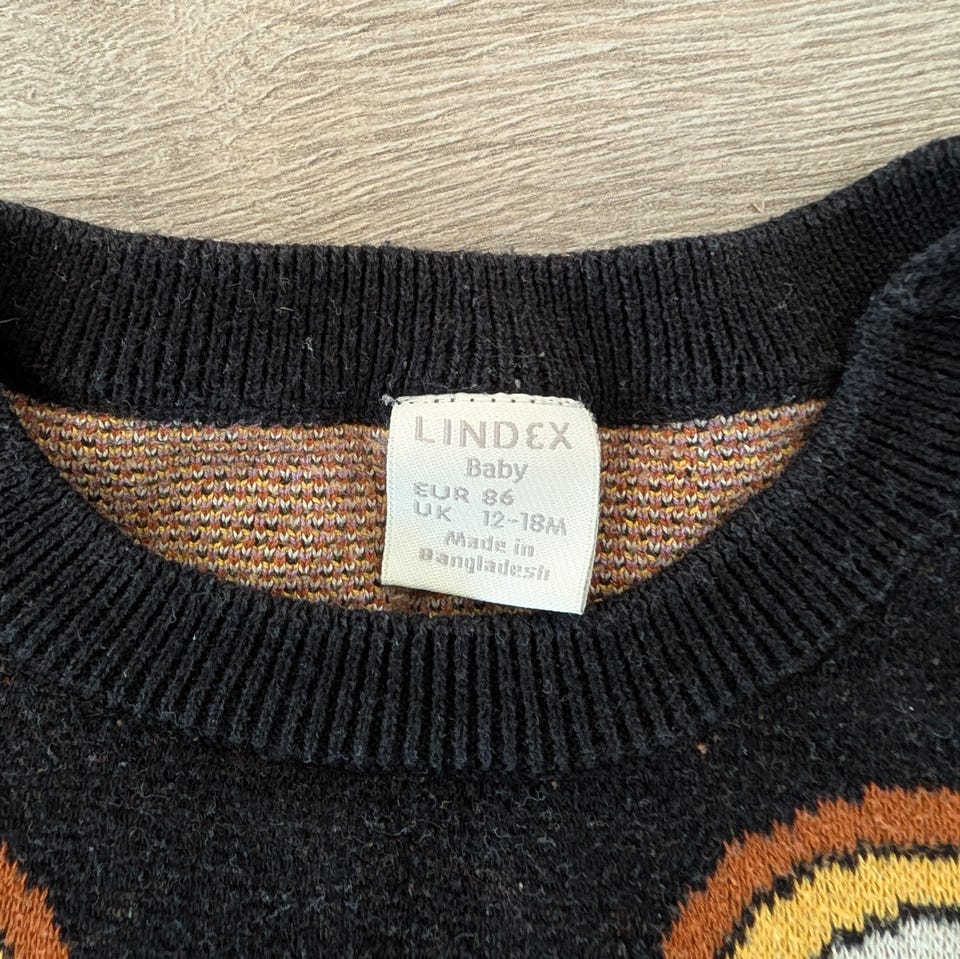 LINDEX
Baby
EUR 86
UK 12-18M
Made in
Bangladesh